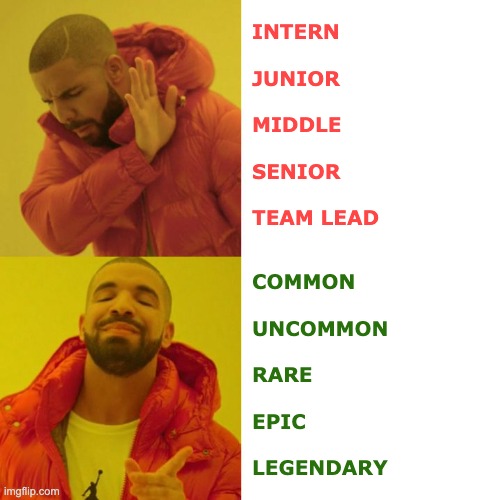 INTERN
JUNIOR
MIDDLE
SENIOR
TEAM LEAD
COMMON
UNCOMMON
RARE
EPIC
LEGENDARY
imgflip.com